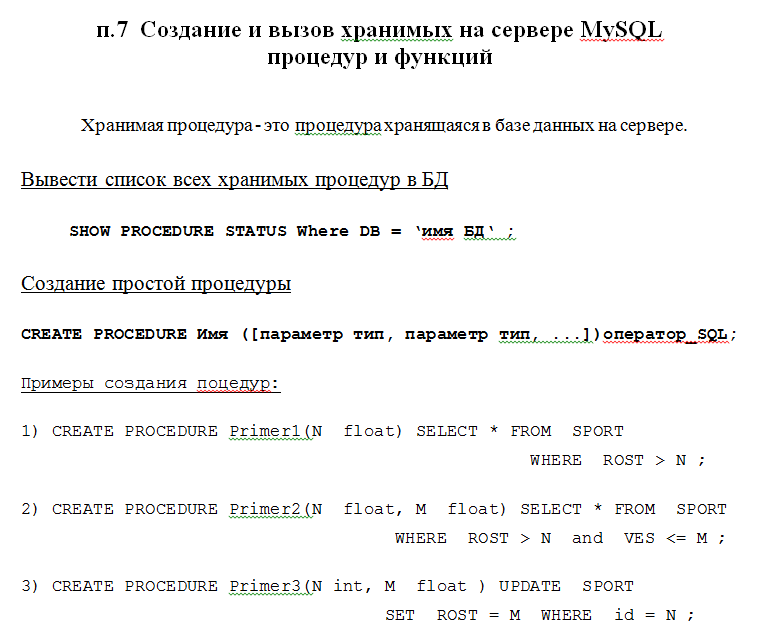 п.7 Создание и вызов хранимых на сервере MySQL
процедур и функций
Хранимая процедура - это процедура хранящаяся в базе данных на сервере.
Вывести список всех хранимых процедур в БД
SHOW PROCEDURE STATUS Where DB = ‘имя БД‘ ;
Создание простой процедуры
CREATE PROCEDURE Имя ([параметр тип, параметр тип, ...])оператор_SQL;
Примеры создания поцедур:
1) CREATE PROCEDURE Primer1(N float) SELECT * FROM SPORT
WHERE ROST > N ;
2) CREATE PROCEDURE Primer2(N float, M float) SELECT * FROM SPORT
WHERE ROST > N and VES <= M ;
3) CREATE PROCEDURE Primer3(N int, M float ) UPDATE SPORT
SET ROST = M WHERE id = N ;